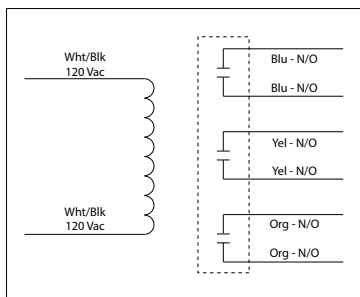 Wht/Blk
120 Vac
Wht/Blk
120 Vac
Blu - N/O
Blu - N/O
Yel - N/O
Yel - N/O
Org - N/O
Org - N/O